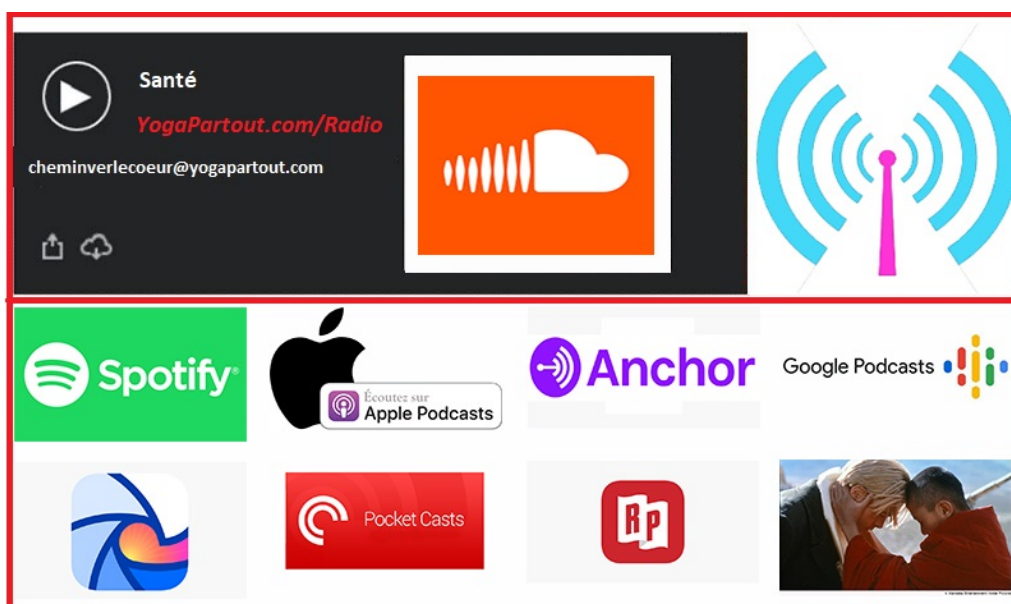 Santé
YogaPartout.com/Radio
cheminverlecoeur@yogapartout.com
Spotify®
Écoutez sur
Apple Podcasts
Anchor
Google Podcasts
Pocket Casts
RP